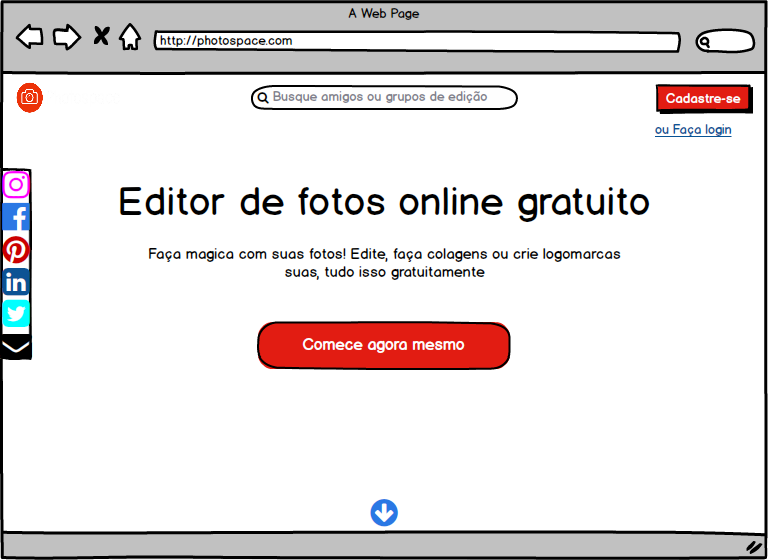 A Web Page
http://photospace.com
Busque amigos ou grupos de edição
Cadastre-se
ou Faça login
Editor de fotos online gratuito
Faça magica com suas fotos! Edite, faça colagens ou crie logomarcas
suas, tudo isso gratuitamente
Comece agora mesmo